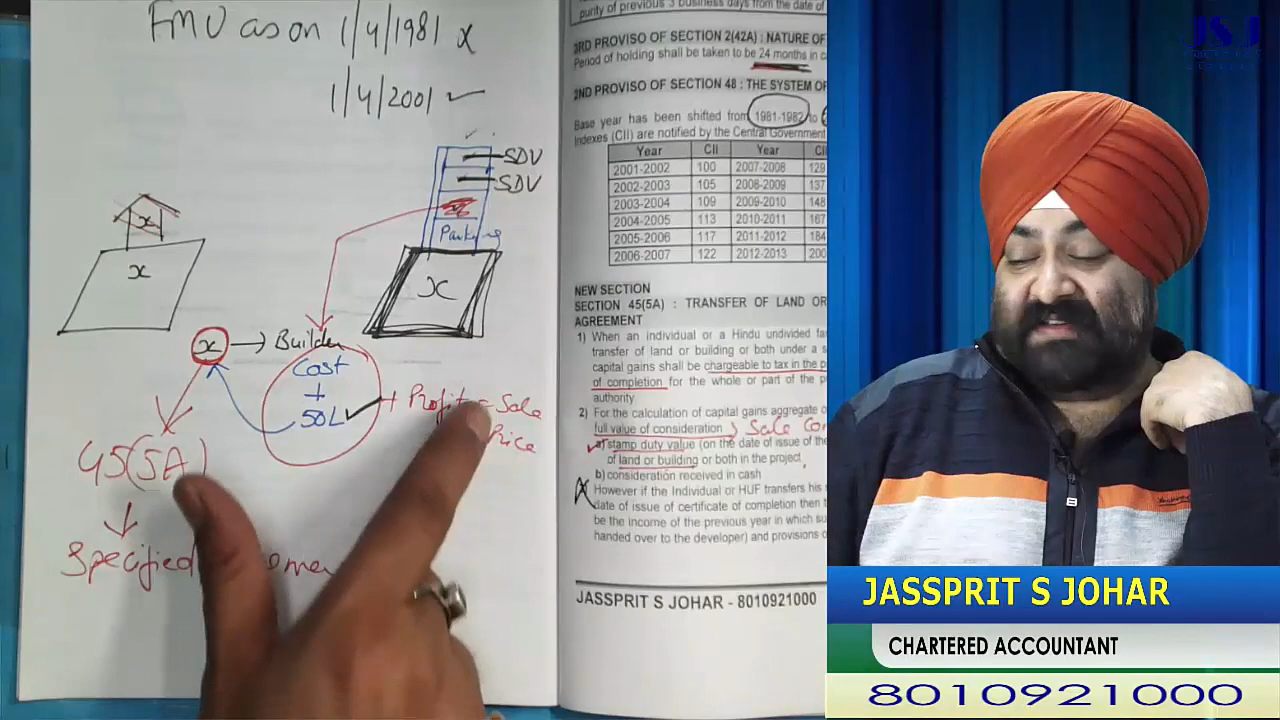 FMV as on 1/4/1981 x
1/4/2001 ✓
SDV
SDV
Parking
x
x
x
x → Builder
Cost
+
50L
+ Profit = Sale
Price
45(5A)
Specified
purity of previous 3 business days from the date of
3RD PROVISO OF SECTION 2(42A) : NATURE OF
Period of holding shall be taken to be 24 months in c
2ND PROVISO OF SECTION 48 : THE SYSTEM OF
Base year has been shifted from 1981-1982 to
Indexes (CII) are notified by the Central Government
Year CII Year CII
2001-2002 100 2007-2008 129
2002-2003 105 2008-2009 137
2003-2004 109 2009-2010 148
2004-2005 113 2010-2011 167
2005-2006 117 2011-2012 184
2006-2007 122 2012-2013 200
NEW SECTION
SECTION 45(5A) : TRANSFER OF LAND OR
AGREEMENT
1) When an individual or a Hindu undivided fa
transfer of land or building or both under a s
capital gains shall be chargeable to tax in the p
of completion for the whole or part of the p
authority
2) For the calculation of capital gains aggregate o
full value of consideration Sale Con
a) stamp duty value (on the date of issue of the
of land or building or both in the project,
b) consideration received in cash
However if the Individual or HUF transfers his
date of issue of certificate of completion then t
be the income of the previous year in which su
handed over to the developer) and provisions o
JASSPRIT S JOHAR - 8010921000
JSJ
JASSPRIT S JOHAR
CHARTERED ACCOUNTANT
8010921000